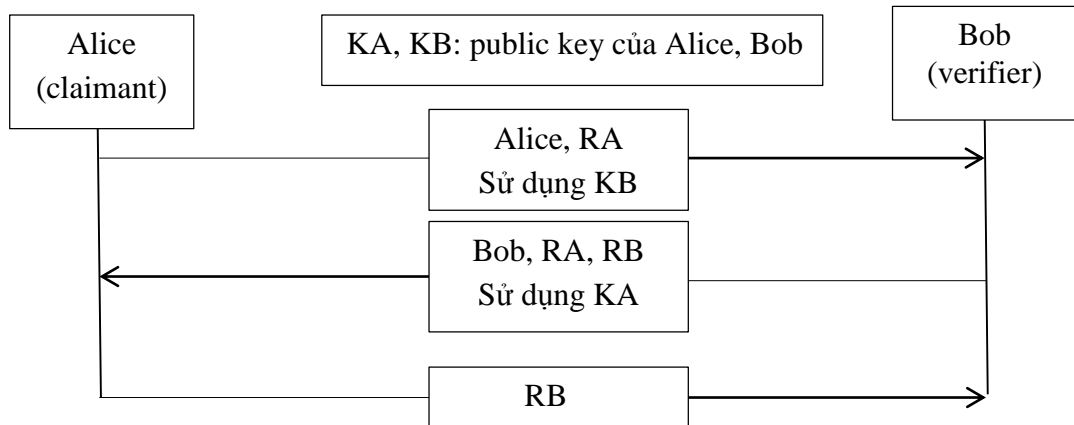 Alice
(claimant)
KA, KB: public key của Alice, Bob
Bob
(verifier)
Alice, RA
Sử dụng KB
Bob, RA, RB
Sử dụng KA
RB